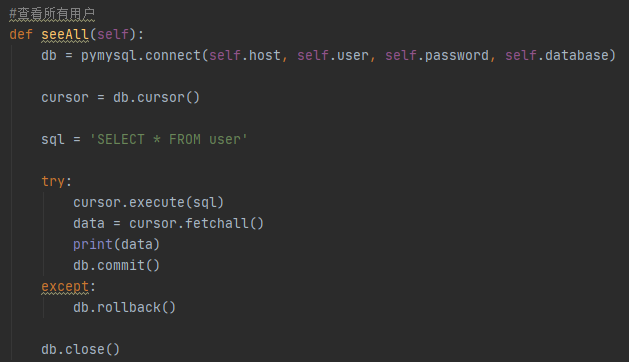 #查看所有用户
def seeAll(self):
    db = pymysql.connect(self.host, self.user, self.password, self.database)
    cursor = db.cursor()
    sql = 'SELECT * FROM user'
    try:
        cursor.execute(sql)
        data = cursor.fetchall()
        print(data)
        db.commit()
    except:
        db.rollback()
    db.close()